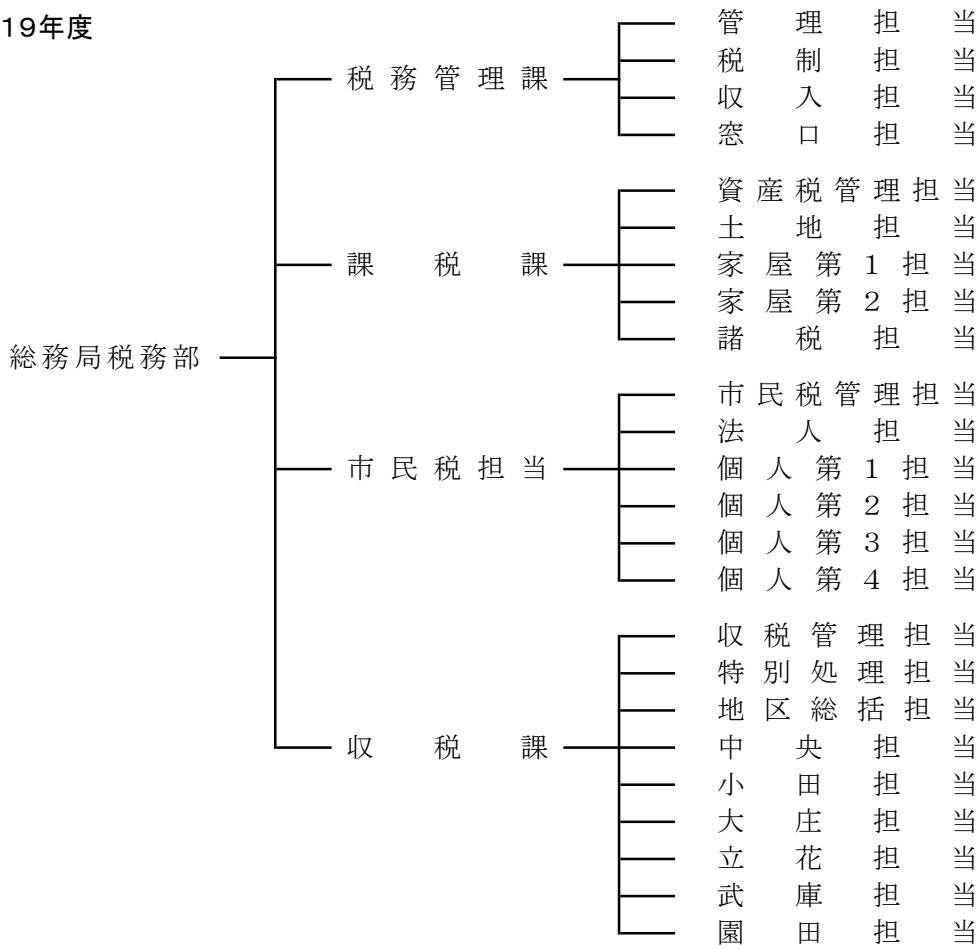 19年度
総務局税務部
税務管理課
管理担当
税制担当
収入担当
窓口担当
課税課
資産税管理担当
土地担当
家屋第1担当
家屋第2担当
諸税担当
市民税担当
市民税管理担当
法人担当
個人第1担当
個人第2担当
個人第3担当
個人第4担当
収税課
収税管理担当
特別処理担当
地区総括担当
中央担当
小田担当
大庄担当
立花担当
武庫担当
園田担当